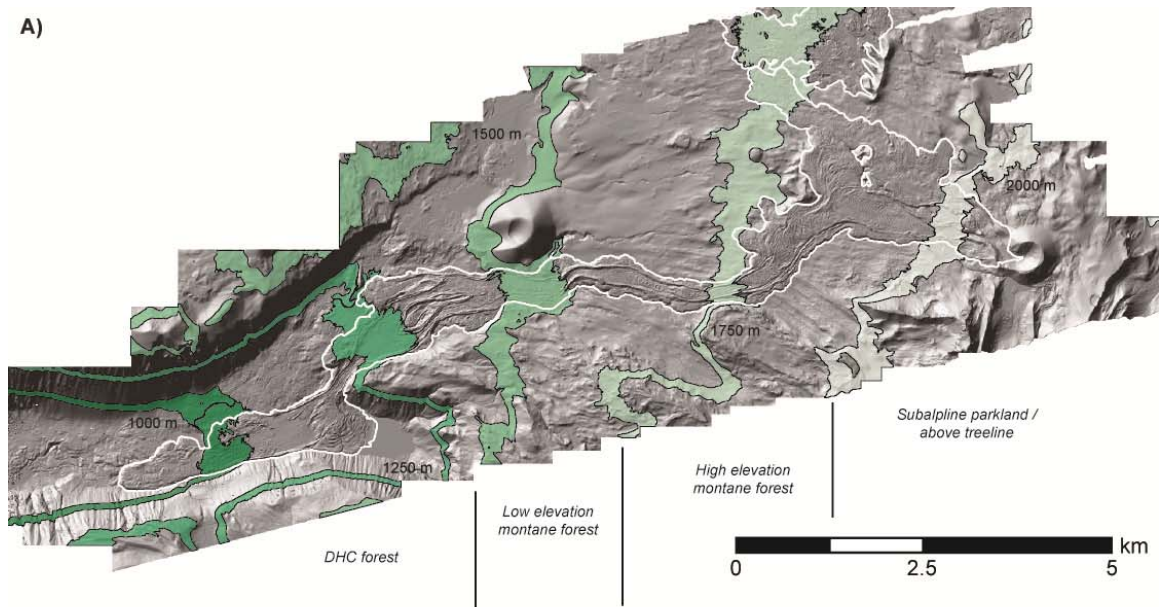 A)
1500 m
2000 m
1750 m
1000 m
1250 m
Subalpline parkland /
above treeline
High elevation
montane forest
Low elevation
montane forest
DHC forest
km
0
2.5
5